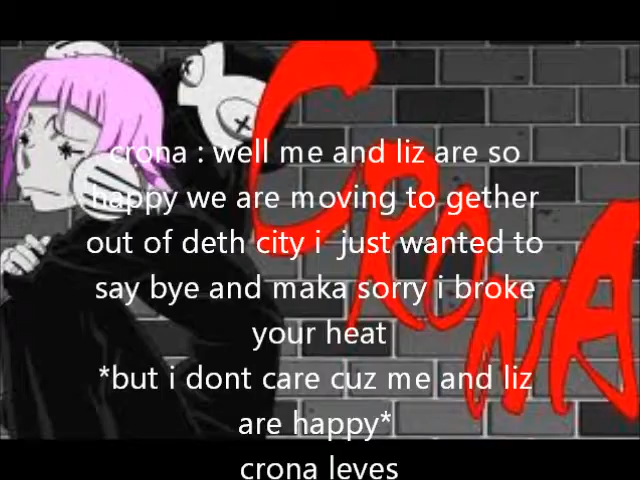 crona : well me and liz are so
happy we are moving to gether
out of deth city i  just wanted to
say bye and maka sorry i broke
your heat
*but i dont care cuz me and liz
are happy*
crona leves
CRONA